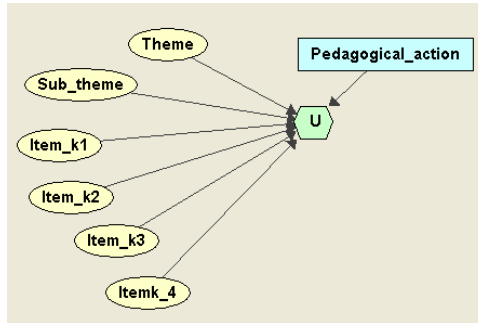 Theme
Pedagogical_action
Sub_theme
U
Item_k1
Item_k2
Item_k3
Itemk_4